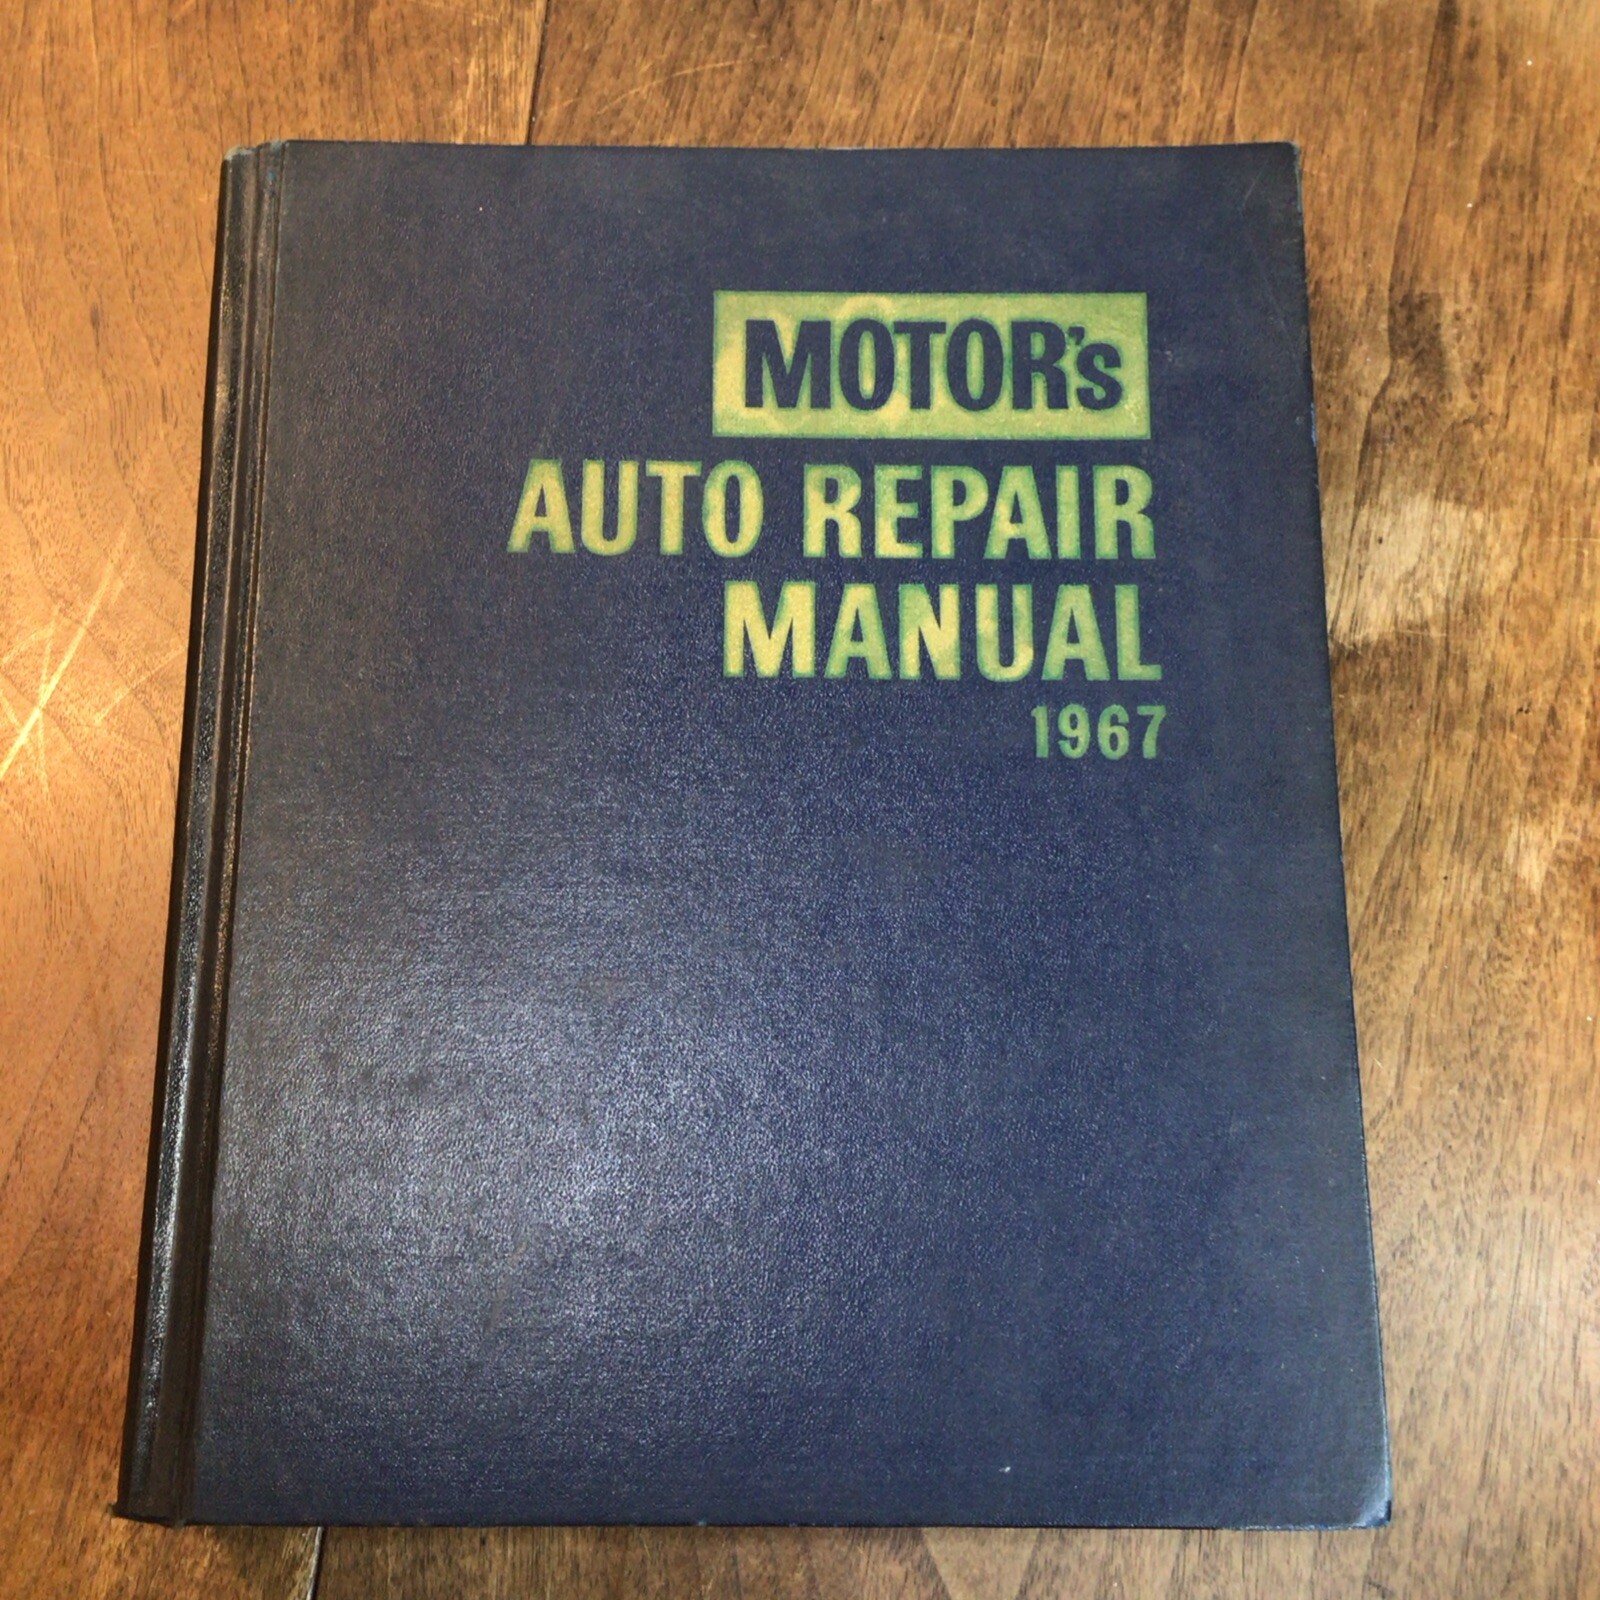 MOTOR's
AUTO REPAIR
MANUAL
1967